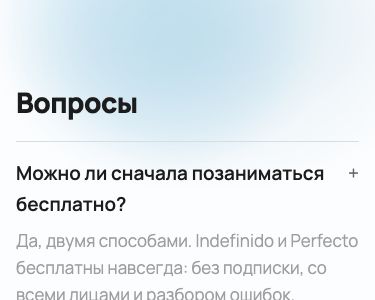 Вопросы
Можно ли сначала позаниматься +
бесплатно?
Да, двумя способами. Indefinido и Perfecto
бесплатны навсегда: без подписки, со
всеми лицами и разбором ошибок.